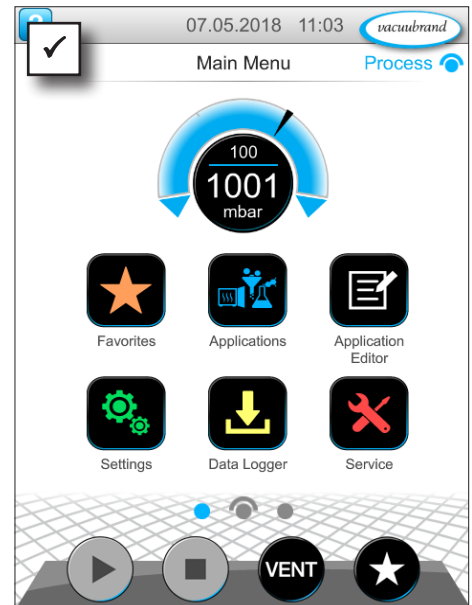 07.05.2018 11:03 vacuubrand
Main Menu Process
100
1001
mbar
Favorites Applications Application
Editor
Settings Data Logger Service
VENT